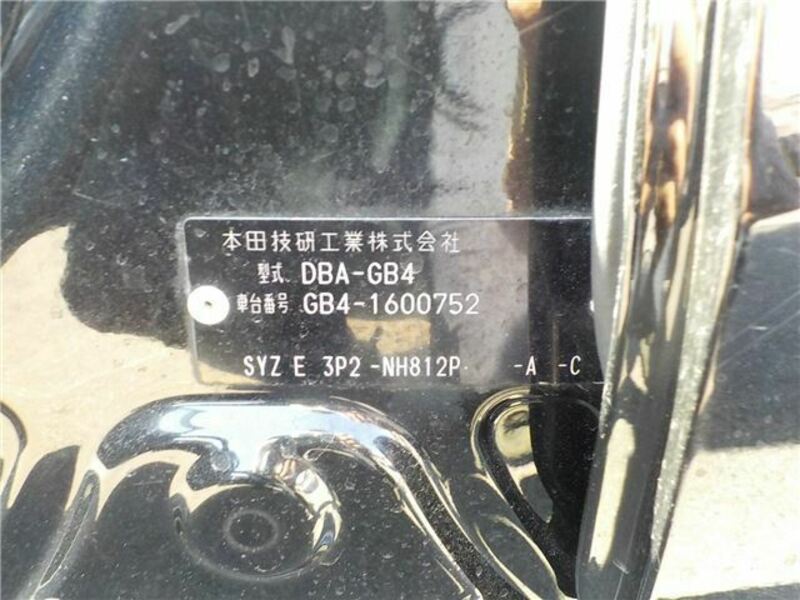 本田技研工業株式会社
型式 DBA-GB4
車台番号 GB4-1600752
SYZ E 3P2 -NH812P -A -C